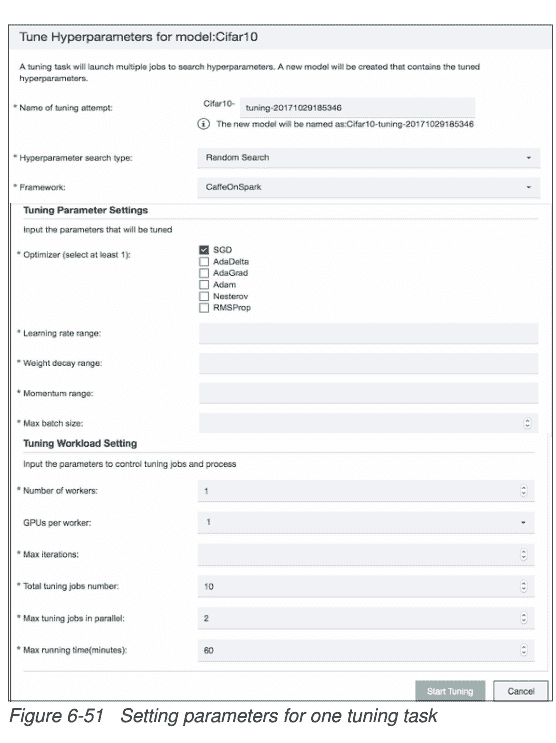 Tune Hyperparameters for model:Cifar10
A tuning task will launch multiple jobs to search hyperparameters. A new model will be created that contains the tuned
hyperparameters.
* Name of tuning attempt: Cifar10- tuning-20171029185346
i The new model will be named as:Cifar10-tuning-20171029185346
* Hyperparameter search type: Random Search
* Framework: CaffeOnSpark
Tuning Parameter Settings
Input the parameters that will be tuned
* Optimizer (select at least 1): SGD
AdaDelta
AdaGrad
Adam
Nesterov
RMSProp
* Learning rate range:
* Weight decay range:
* Momentum range:
* Max batch size:
Tuning Workload Setting
Input the parameters to control tuning jobs and process
* Number of workers: 1
GPUs per worker: 1
* Max iterations:
* Total tuning jobs number: 10
* Max tuning jobs in parallel: 2
* Max running time(minutes): 60
Start Tuning Cancel
Figure 6-51 Setting parameters for one tuning task